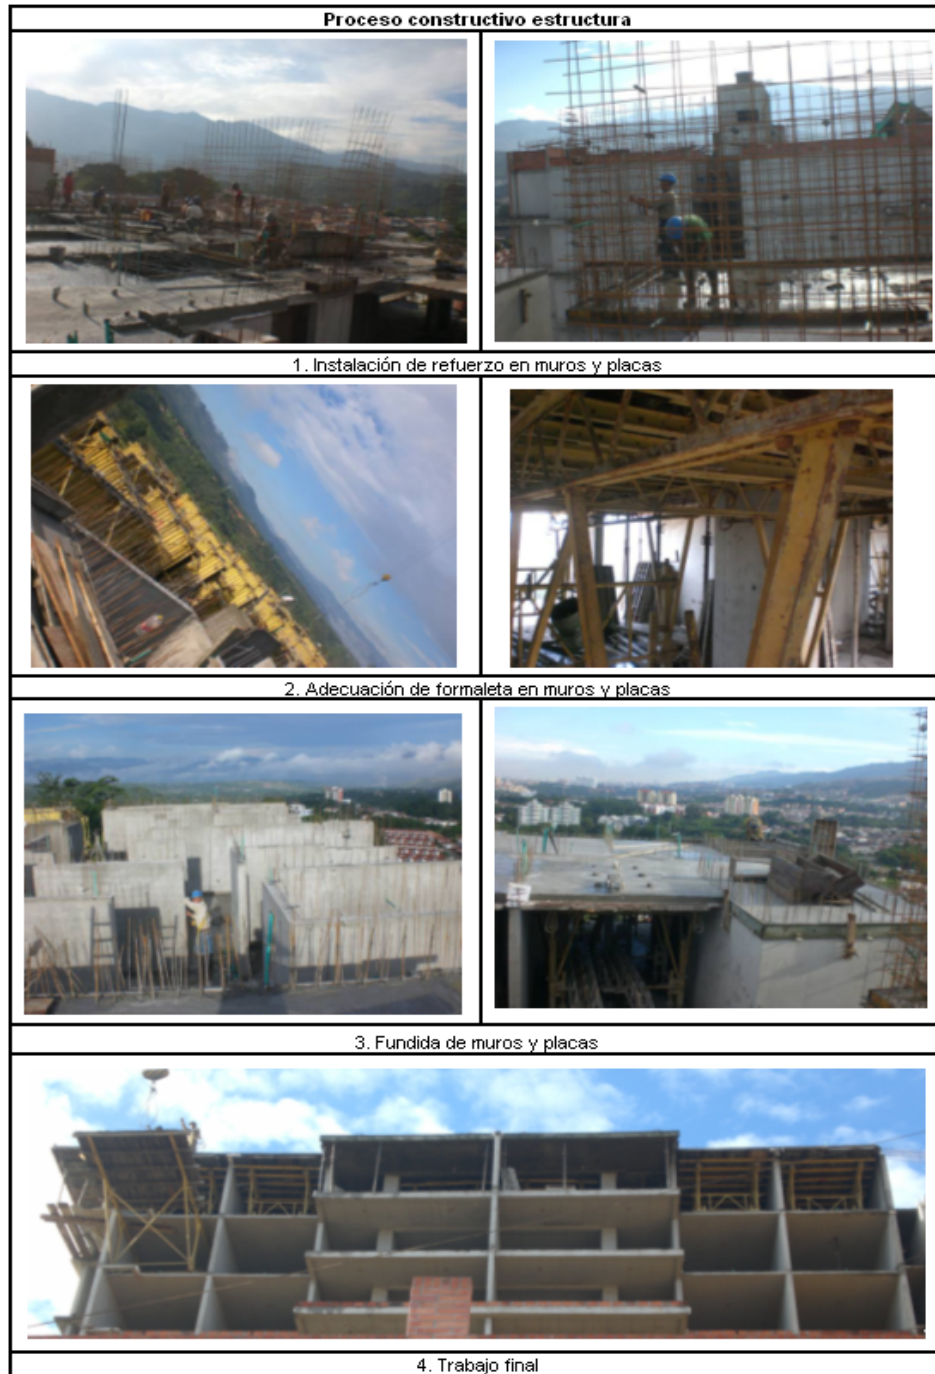 Proceso constructivo estructura
1. Instalación de refuerzo en muros y placas
2. Adecuación de formaleta en muros y placas
3. Fundida de muros y placas
4. Trabajo final